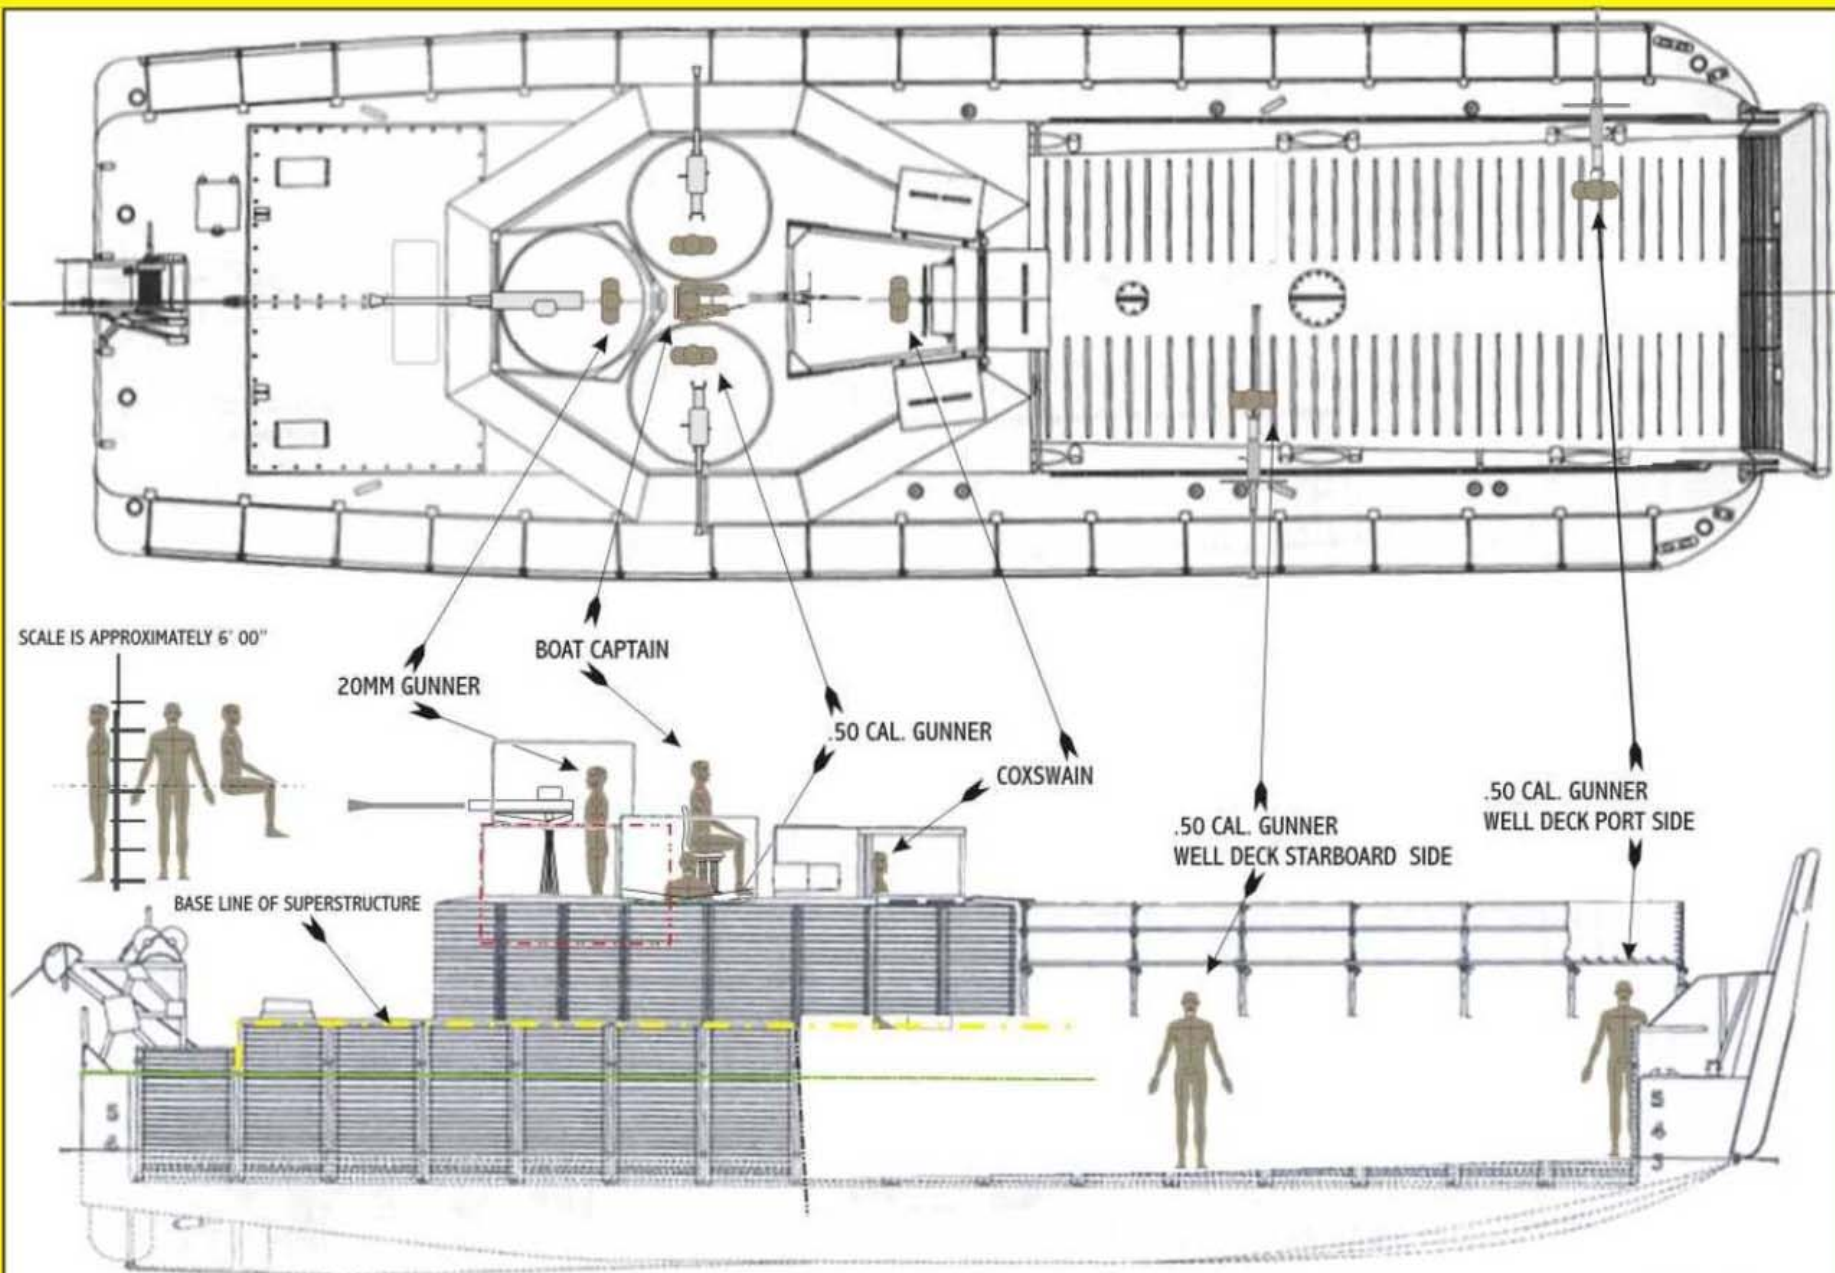 SCALE IS APPROXIMATELY 6' 00"
BOAT CAPTAIN
20MM GUNNER
.50 CAL. GUNNER
COXSWAIN
.50 CAL. GUNNER
WELL DECK STARBOARD SIDE
.50 CAL. GUNNER
WELL DECK PORT SIDE
BASE LINE OF SUPERSTRUCTURE
5
4
5
4
3